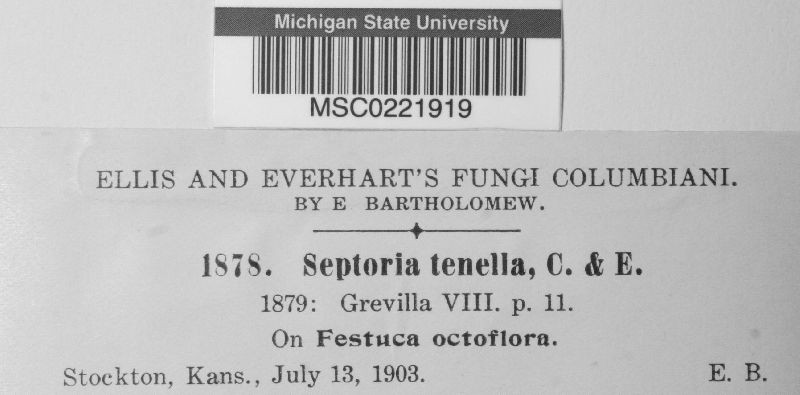 Michigan State University
MSC0221919
ELLIS AND EVERHART'S FUNGI COLUMBIANI.
BY E BARTHOLOMEW.
1878. Septoria tenella, C. & E.
1879: Grevilla VIII. p. 11.
On Festuca octoflora.
Stockton, Kans., July 13, 1903. E. B.